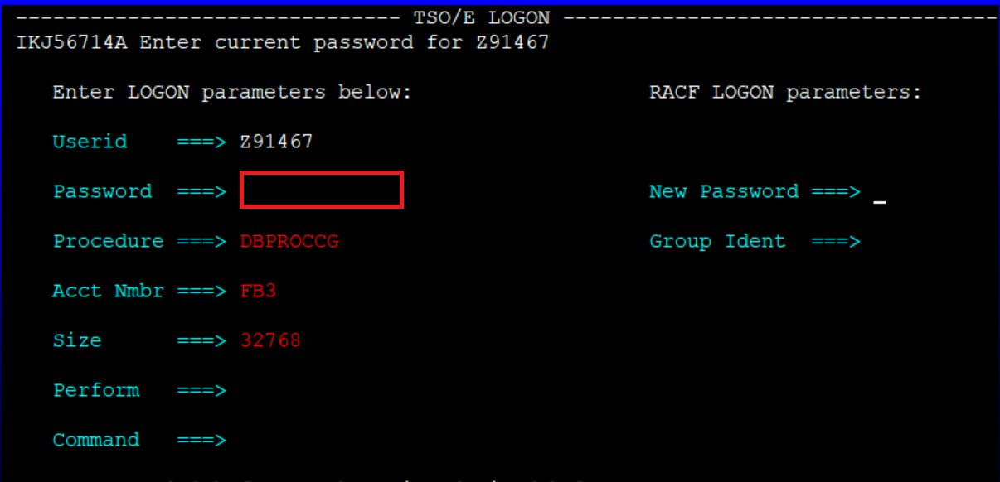 ------------------------------- TSO/E LOGON -----------------------------------
IKJ56714A Enter current password for Z91467
Enter LOGON parameters below: RACF LOGON parameters:
Userid ===> Z91467
Password ===> New Password ===> _
Procedure ===> DBPROCCG Group Ident ===>
Acct Nmbr ===> FB3
Size ===> 32768
Perform ===>
Command ===>